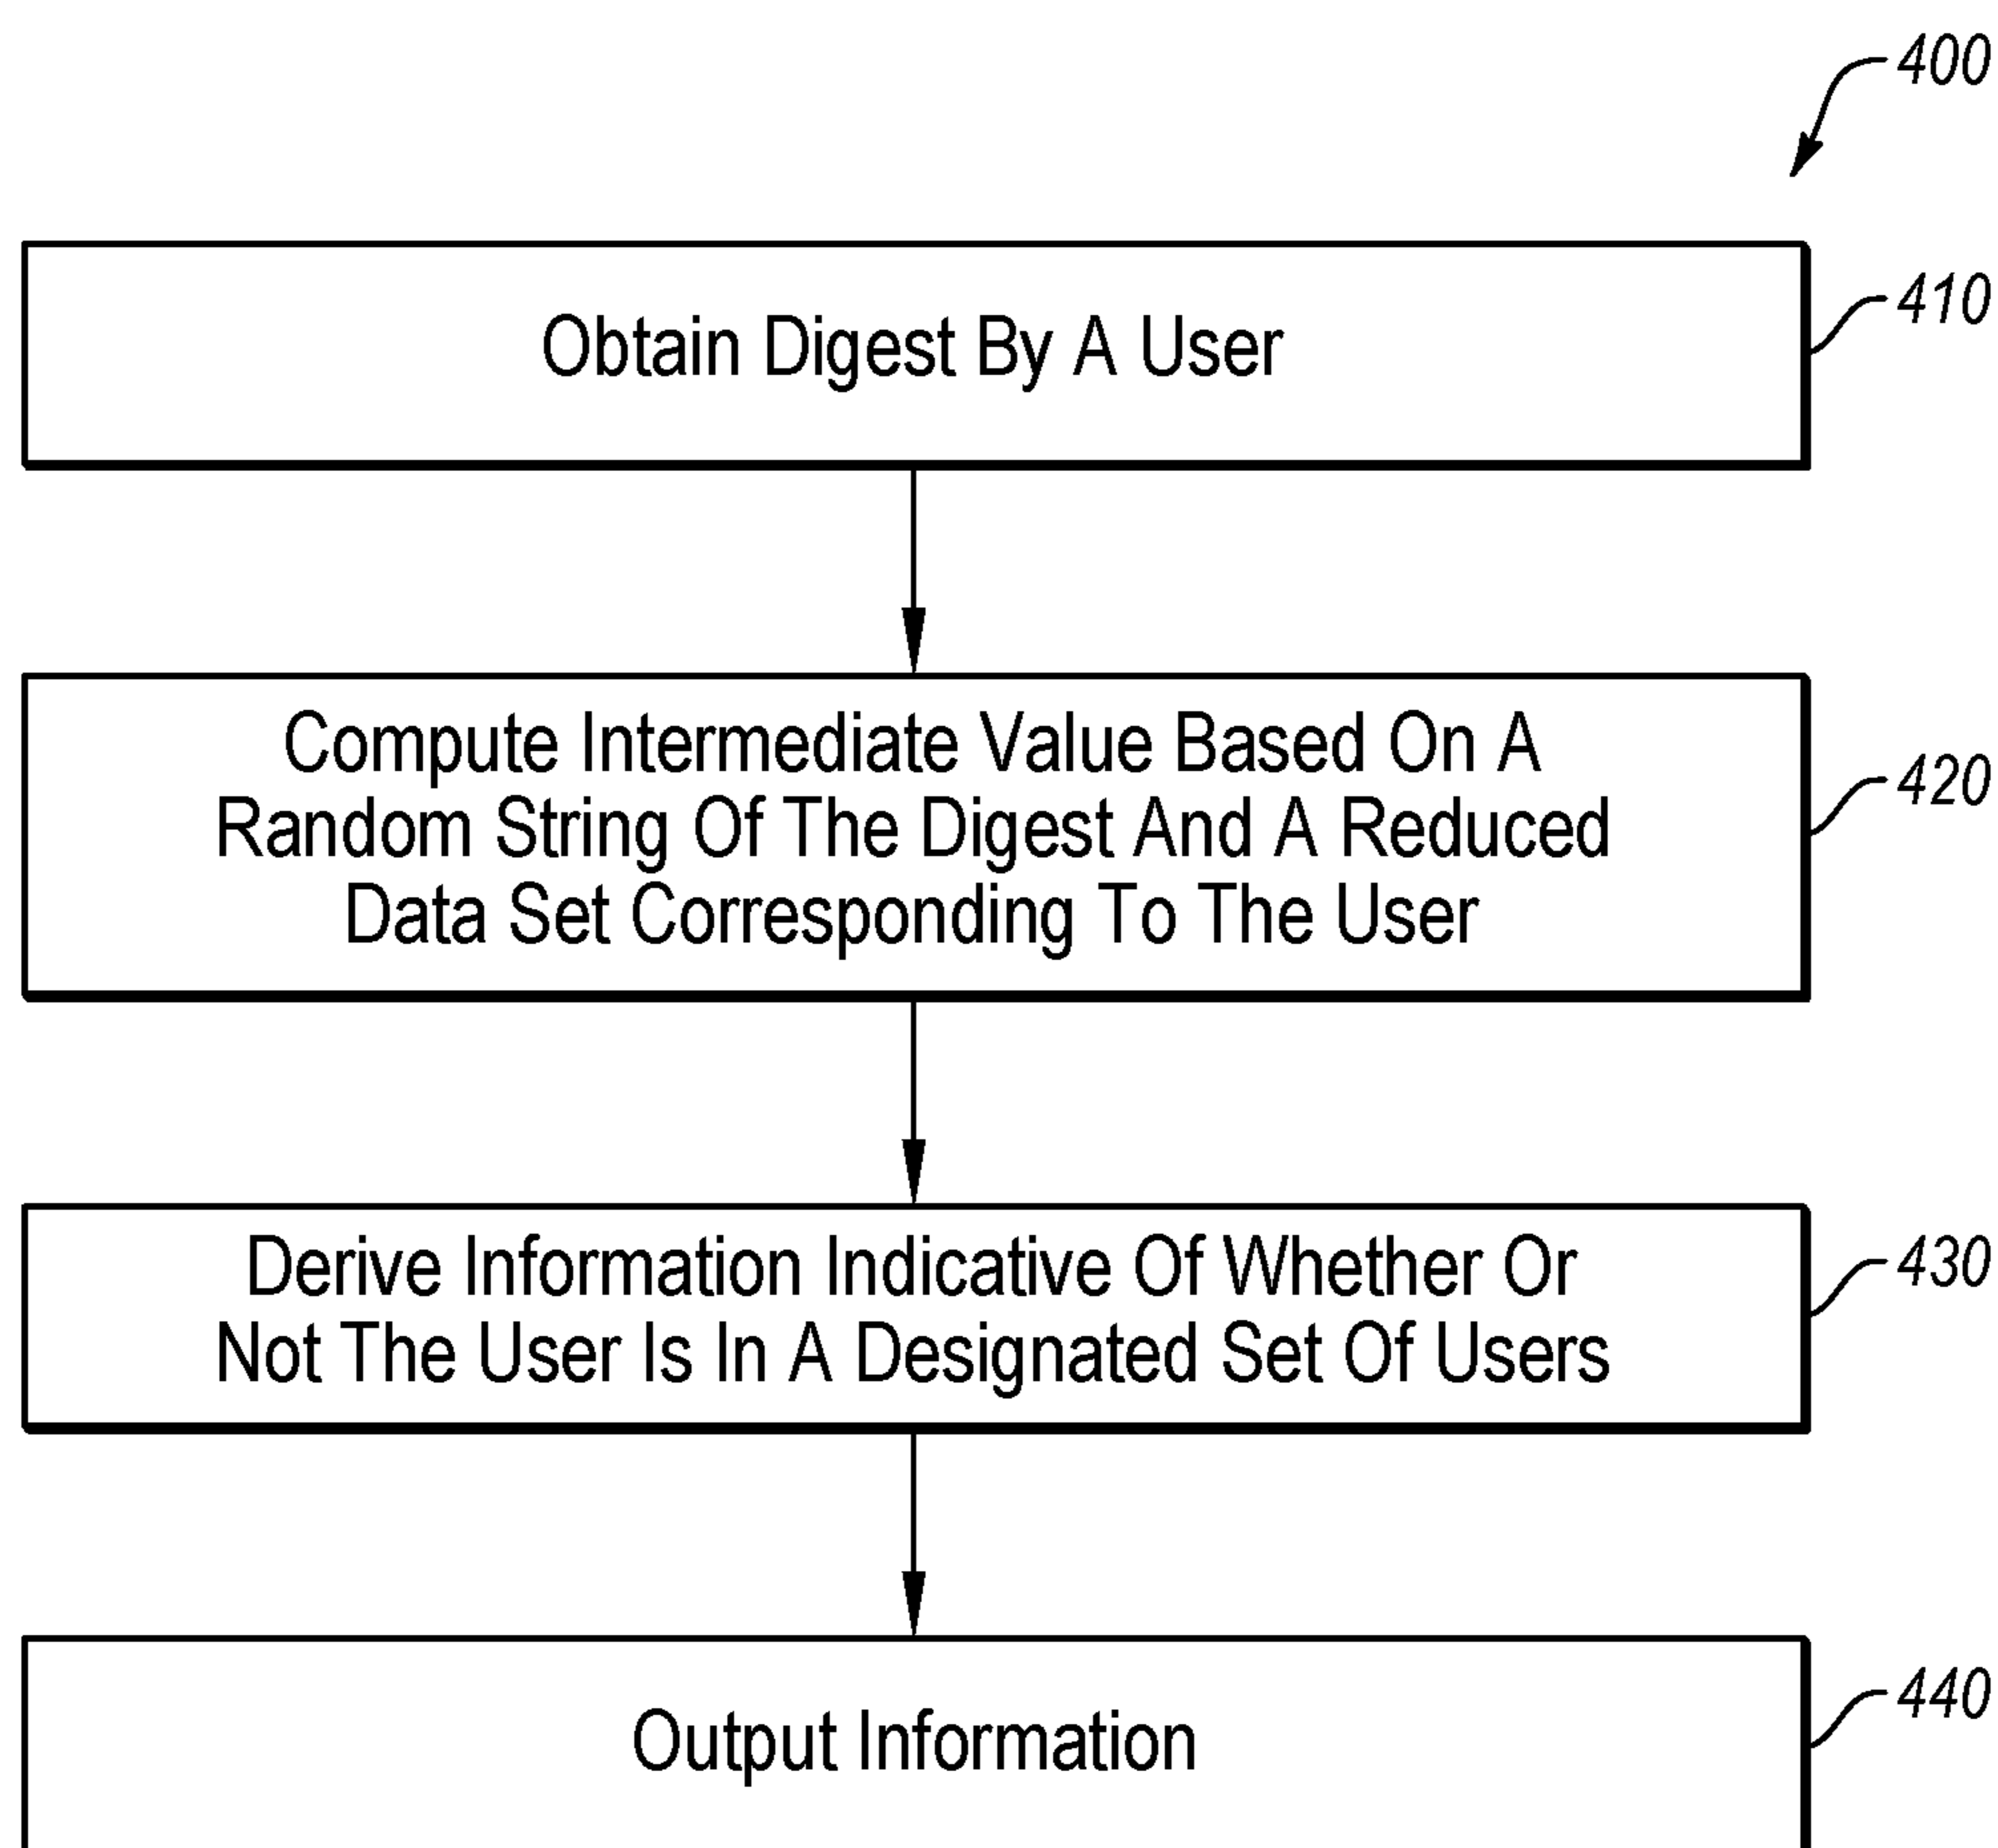 400
Obtain Digest By A User
410
Compute Intermediate Value Based On A
Random String Of The Digest And A Reduced
Data Set Corresponding To The User
420
Derive Information Indicative Of Whether Or
Not The User Is In A Designated Set Of Users
430
Output Information
440